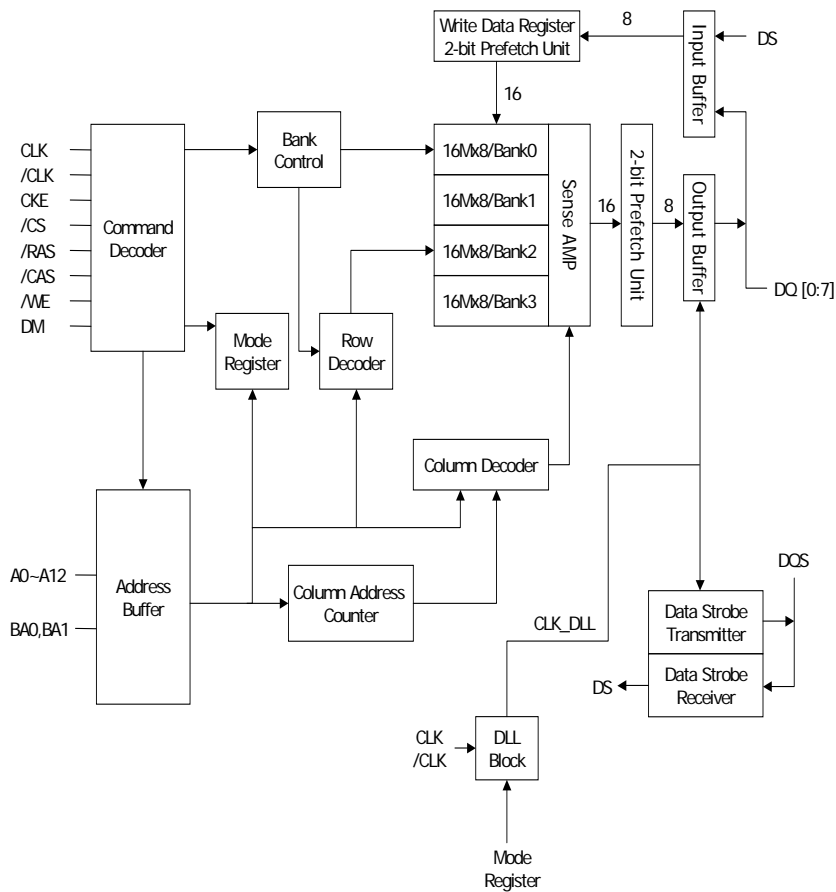 Write Data Register
2-bit Prefetch Unit
8
Input Buffer
DS
16
Bank
Control
16Mx8/Bank0
16Mx8/Bank1
16Mx8/Bank2
16Mx8/Bank3
Sense AMP
16
2-bit Prefetch Unit
8
Output Buffer
DQ [0:7]
CLK
/CLK
CKE
/CS
/RAS
/CAS
/WE
DM
Command
Decoder
Mode
Register
Row
Decoder
Column Decoder
A0~A12
BA0,BA1
Address
Buffer
Column Address
Counter
CLK_DLL
DQS
Data Strobe
Transmitter
Data Strobe
Receiver
DS
CLK
/CLK
DLL
Block
Mode
Register